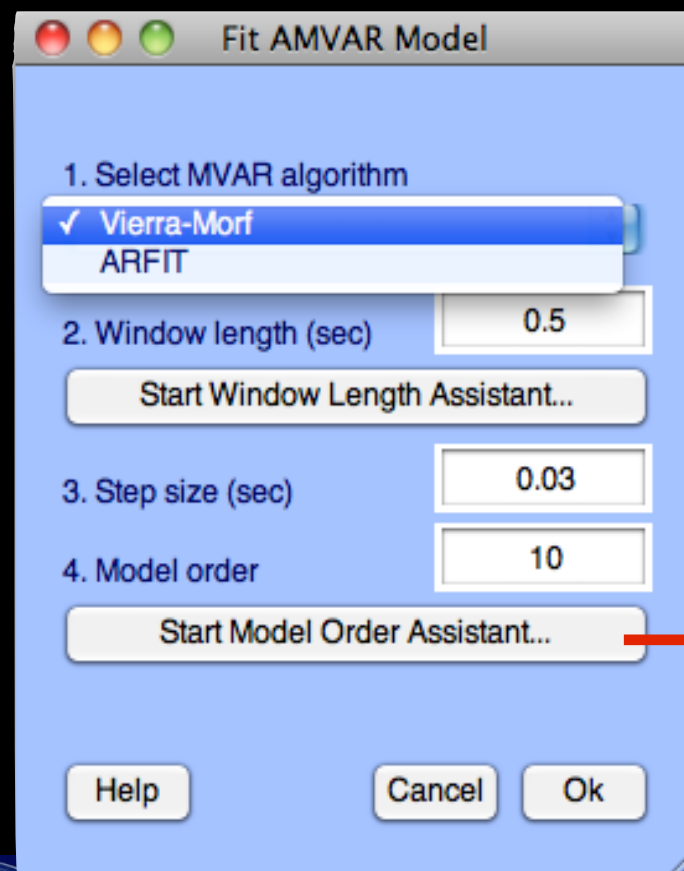 Fit AMVAR Model
1. Select MVAR algorithm
✓ Vierra-Morf
ARFIT
2. Window length (sec) 0.5
Start Window Length Assistant...
3. Step size (sec) 0.03
4. Model order 10
Start Model Order Assistant...
Help Cancel Ok